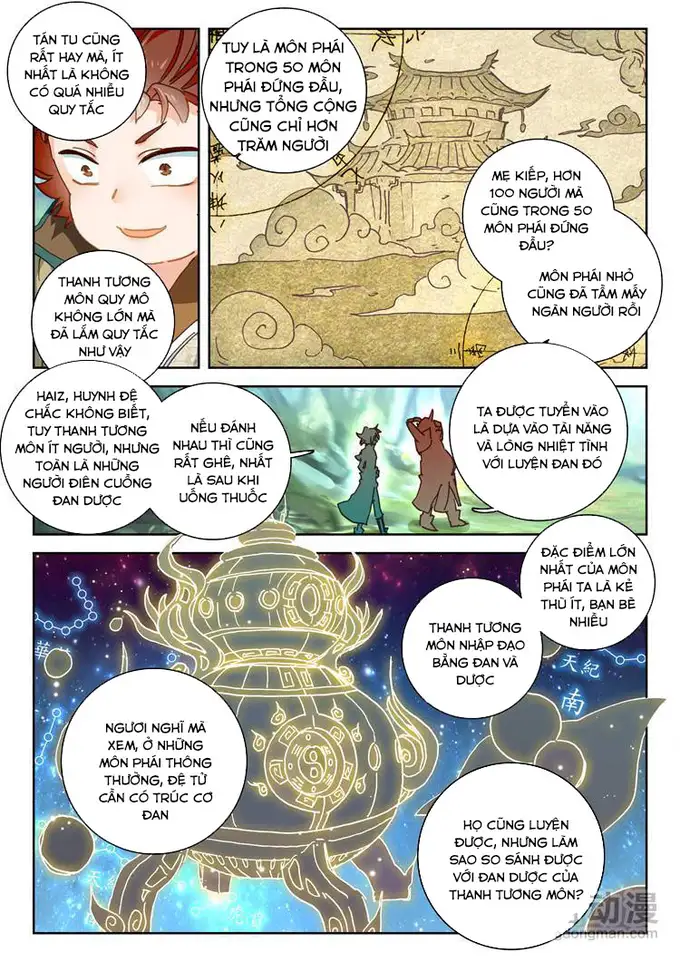 TÁN TU CŨNG
RẤT HAY MÀ, ÍT
NHẤT LÀ KHÔNG
CÓ QUÁ NHIỀU
QUY TẮC
TUY LÀ MÔN PHÁI
TRONG 50 MÔN
PHÁI ĐỨNG ĐẦU,
NHƯNG TỔNG CỘNG
CŨNG CHỈ HƠN
TRĂM NGƯỜI
MẸ KIẾP, HƠN
100 NGƯỜI MÀ
CŨNG TRONG 50
MÔN PHÁI ĐỨNG
ĐẦU?
MÔN PHÁI NHỎ
CŨNG ĐÃ TẦM MẤY
NGÀN NGƯỜI RỒI
THANH TƯƠNG
MÔN QUY MÔ
KHÔNG LỚN MÀ
ĐÃ LẮM QUY TẮC
NHƯ VẬY
HAIZ, HUYNH ĐỆ
CHẮC KHÔNG BIẾT,
TUY THANH TƯƠNG
MÔN ÍT NGƯỜI, NHƯNG
TOÀN LÀ NHỮNG
NGƯỜI ĐIÊN CUỒNG
ĐAN DƯỢC
NẾU ĐÁNH
NHAU THÌ CŨNG
RẤT GHÊ, NHẤT
LÀ SAU KHI
UỐNG THUỐC
TA ĐƯỢC TUYỂN VÀO
LÀ DỰA VÀO TÀI NĂNG
VÀ LÒNG NHIỆT TÌNH
VỚI LUYỆN ĐAN ĐÓ
ĐẶC ĐIỂM LỚN
NHẤT CỦA MÔN
PHÁI TA LÀ KẺ
THÙ ÍT, BẠN BÈ
NHIỀU
THANH TƯƠNG
MÔN NHẬP ĐẠO
BẰNG ĐAN VÀ
DƯỢC
華
天紀
南
NGƯƠI NGHĨ MÀ
XEM, Ở NHỮNG
MÔN PHÁI THÔNG
THƯỜNG, ĐỆ TỬ
CẦN CÓ TRÚC CƠ
ĐAN
HỌ CŨNG LUYỆN
ĐƯỢC, NHƯNG LÀM
SAO SO SÁNH ĐƯỢC
VỚI ĐAN DƯỢC CỦA
THANH TƯƠNG MÔN?
动漫
gdongman.com